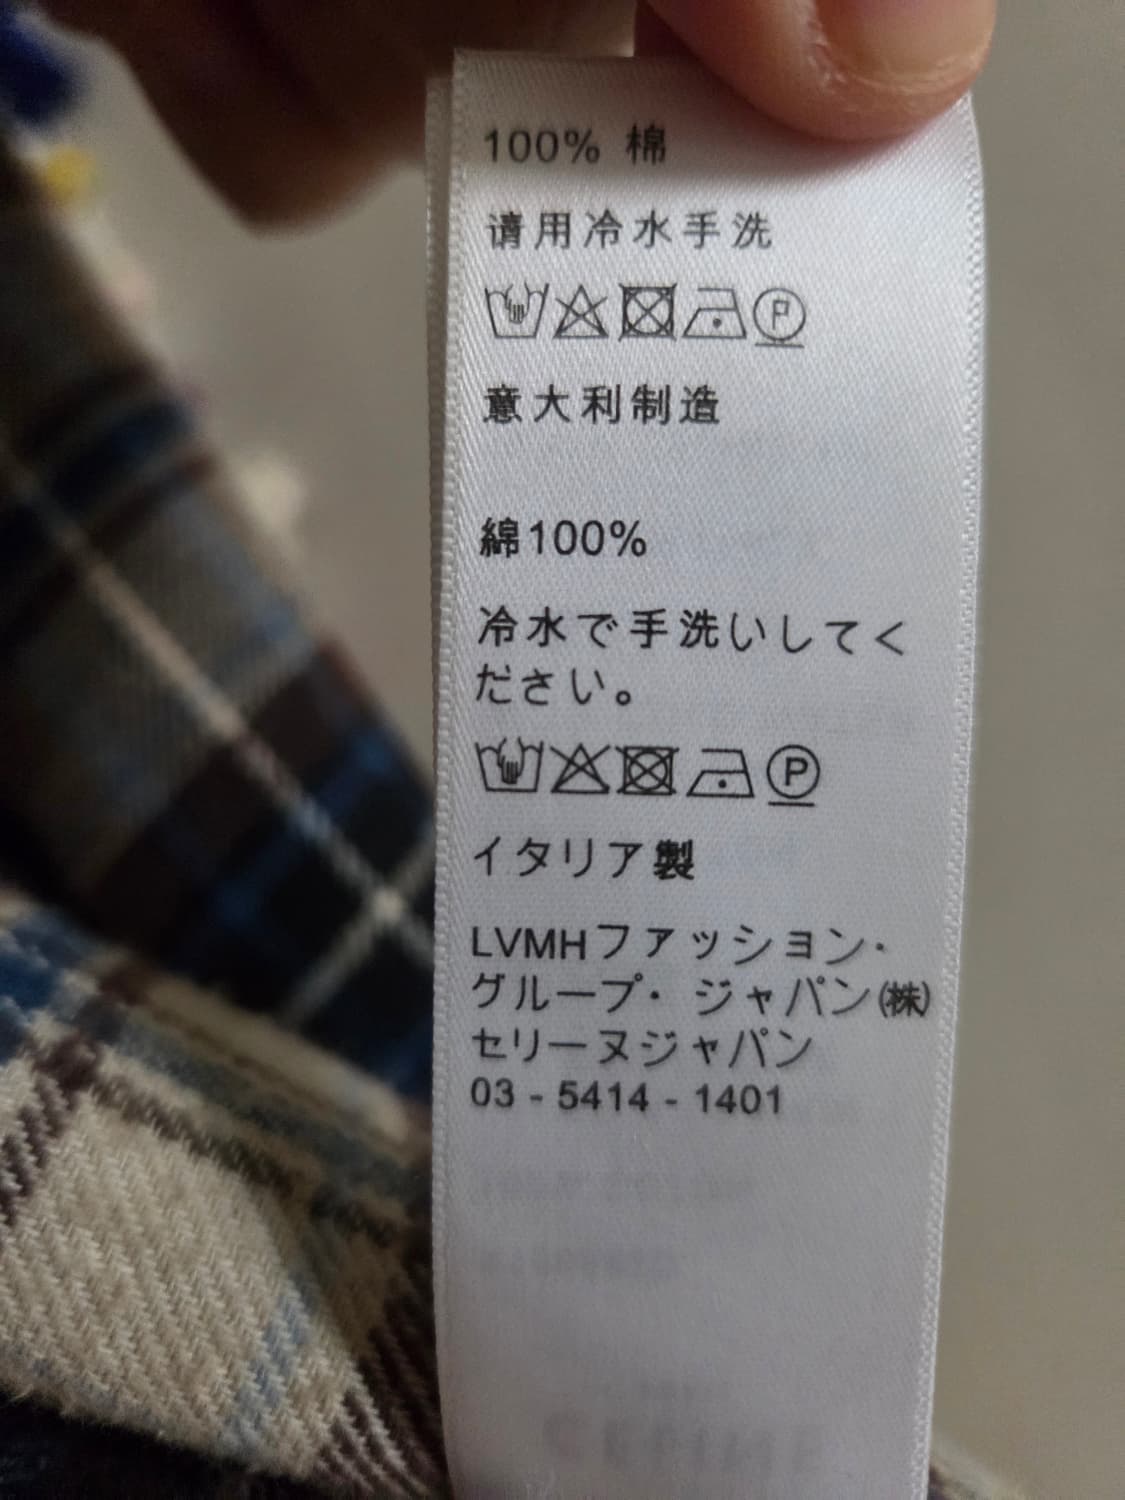 100% 棉
请用冷水手洗
P
意大利制造
綿100%
冷水で手洗いしてく
ださい。
P
イタリア製
LVMHファッション・
グループ・ ジャパン(株)
セリーヌジャパン
03 - 5414 - 1401